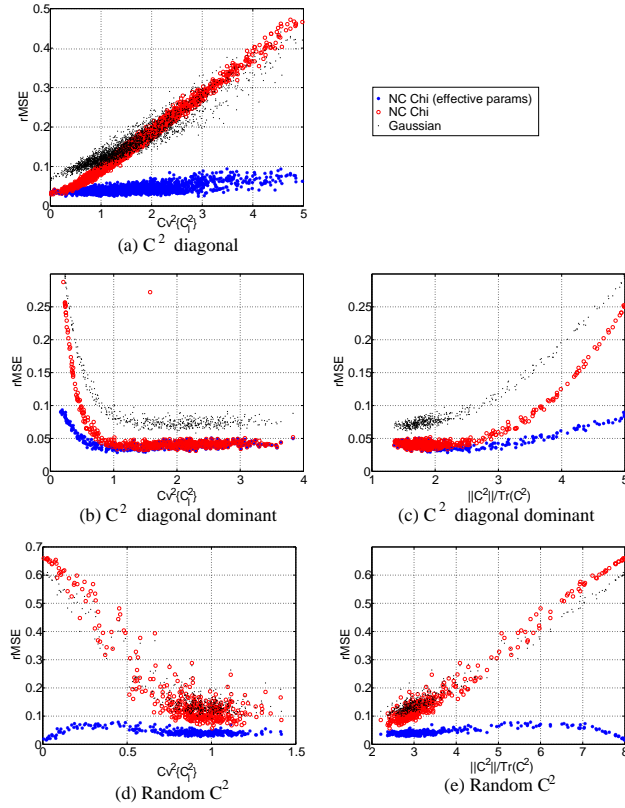 0.5
0.4
0.3
0.2
0.1
0
rMSE
0 1 2 3 4 5
Cv²{C_l²}
(a) C² diagonal
NC Chi (effective params)
NC Chi
Gaussian
0.25
0.2
0.15
0.1
0.05
0
rMSE
0 1 2 3 4
Cv²{C_l²}
(b) C² diagonal dominant
0.25
0.2
0.15
0.1
0.05
0
rMSE
1 2 3 4 5
||C²||/Tr(C²)
(c) C² diagonal dominant
0.7
0.6
0.5
0.4
0.3
0.2
0.1
0
rMSE
0 0.5 1 1.5
Cv²{C_l²}
(d) Random C²
0.7
0.6
0.5
0.4
0.3
0.2
0.1
0
rMSE
2 3 4 5 6 7 8
||C²||/Tr(C²)
(e) Random C²